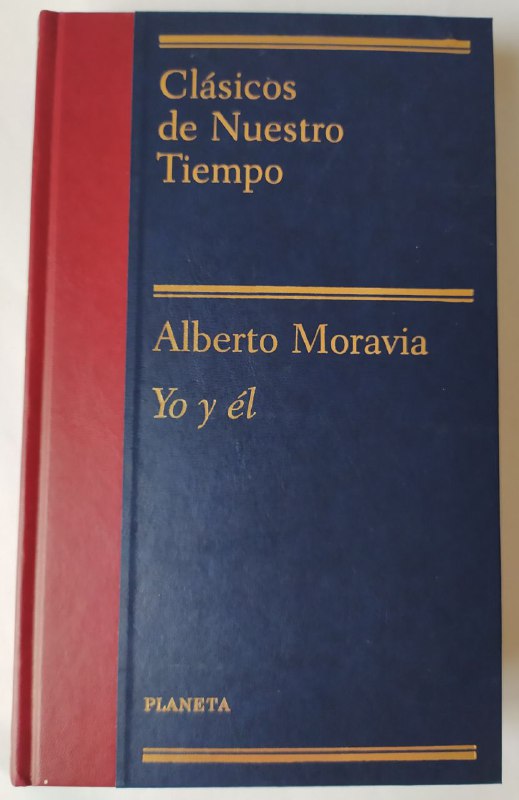 Clásicos
de Nuestro
Tiempo
Alberto Moravia
Yo y él
PLANETA